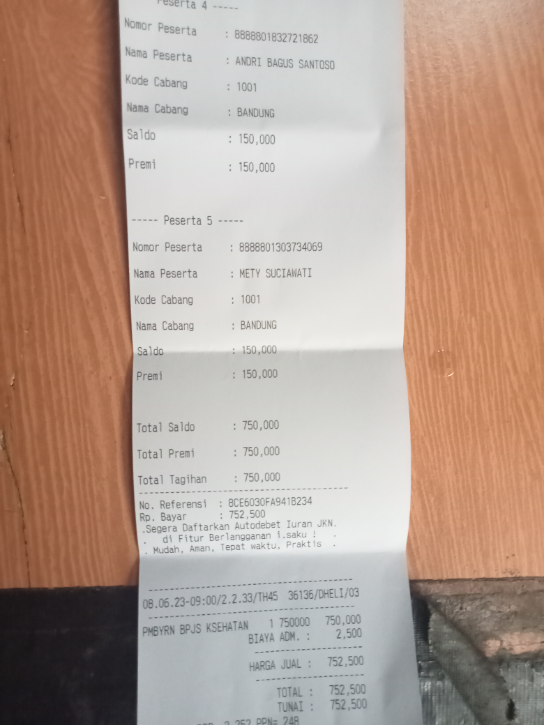 Peserta 4 -----
Nomor Peserta : 8888801832721862
Nama Peserta : ANDRI BAGUS SANTOSO
Kode Cabang : 1001
Nama Cabang : BANDUNG
Saldo : 150,000
Premi : 150,000
----- Peserta 5 -----
Nomor Peserta : 8888801303734069
Nama Peserta : METY SUCIAWATI
Kode Cabang : 1001
Nama Cabang : BANDUNG
Saldo : 150,000
Premi : 150,000
Total Saldo : 750,000
Total Premi : 750,000
Total Tagihan : 750,000
No. Referensi : 8CE6030FA941B234
Rp. Bayar : 752,500
.Segera Daftarkan Autodebet Iuran JKN.
. di Fitur Berlangganan i.saku ! .
. Mudah, Aman, Tepat waktu, Praktis .
08.06.23-09:00/2.2.33/TH45 36136/DHELI/03
PMBYRN BPJS KSEHATAN 1 750000 750,000
BIAYA ADM. : 2,500
HARGA JUAL : 752,500
TOTAL : 752,500
TUNAI : 752,500
PPN= 248